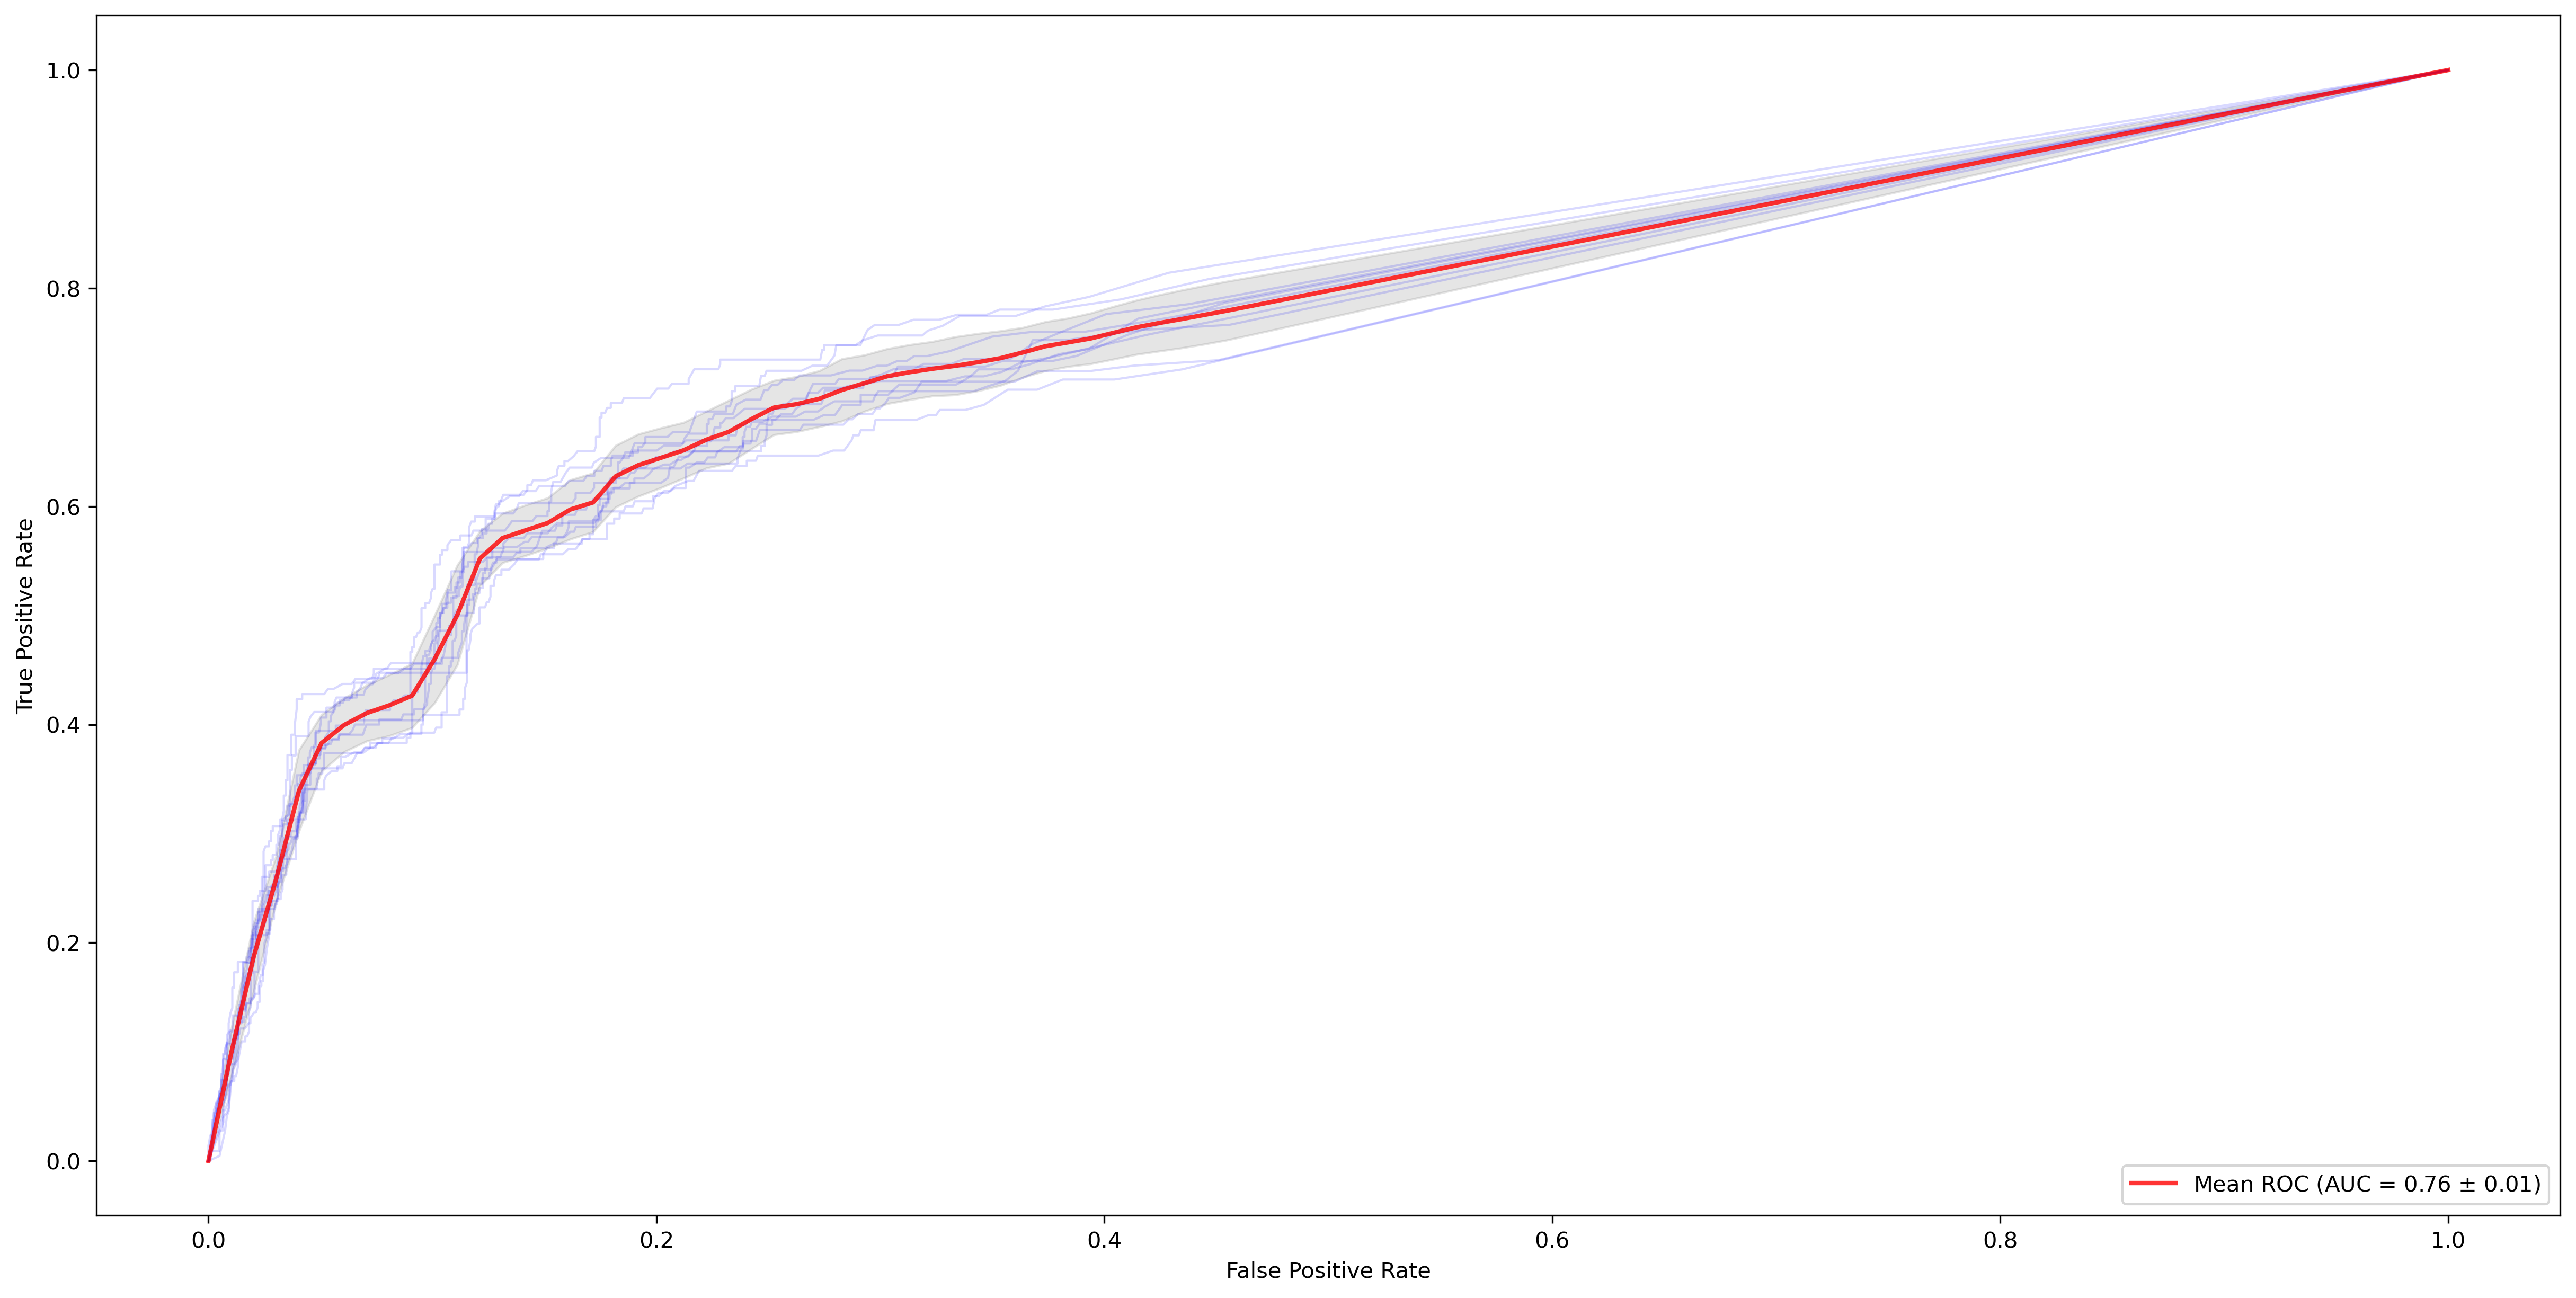 1.0
0.8
0.6
0.4
0.2
0.0
True Positive Rate
Mean ROC (AUC = 0.76 ± 0.01)
0.0 0.2 0.4 0.6 0.8 1.0
False Positive Rate